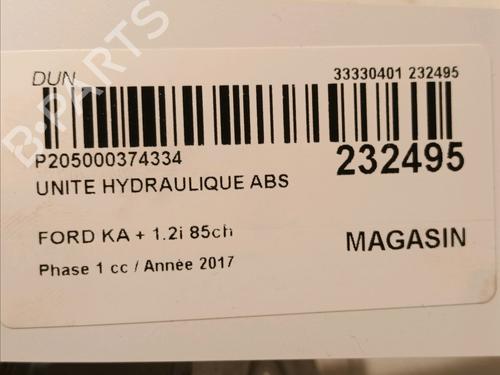 DUN
33330401 232495
P205000374334
232495
UNITE HYDRAULIQUE ABS
FORD KA + 1.2i 85ch
MAGASIN
Phase 1 cc / Année 2017
B-PARTS